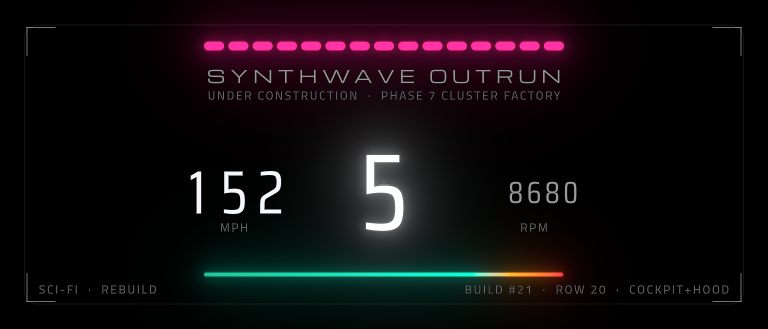 SYNTHWAVE OUTRUN
UNDER CONSTRUCTION · PHASE 7 CLUSTER FACTORY
152
MPH
5
8680
RPM
SCI-FI · REBUILD
BUILD #21 · ROW 20 · COCKPIT+HOOD